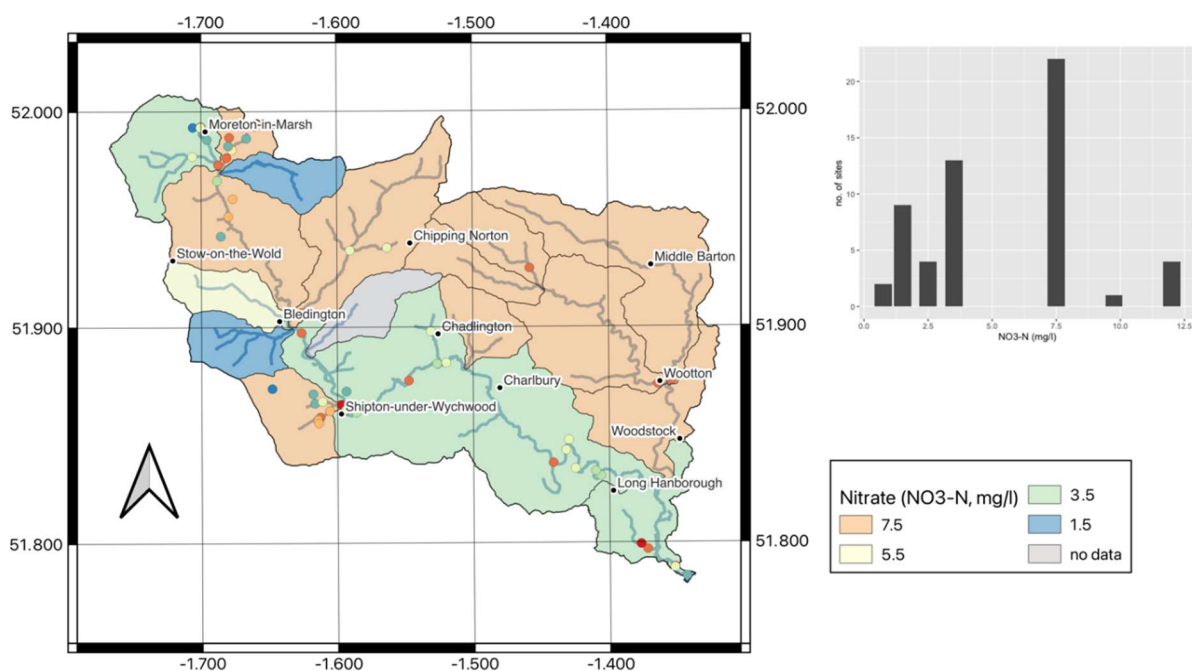 -1.700 -1.600 -1.500 -1.400
52.000 52.000
Moreton-in-Marsh
Chipping Norton
Stow-on-the-Wold
Middle Barton
51.900 51.900
Bledington
Chadlington
Charlbury
Wootton
Shipton-under-Wychwood
Woodstock
Long Hanborough
51.800 51.800
-1.700 -1.600 -1.500 -1.400
no. of sites
20
15
10
5
0
0.0 2.5 5.0 7.5 10.0 12.5
NO3-N (mg/l)
Nitrate (NO3-N, mg/l)
7.5
5.5
3.5
1.5
no data